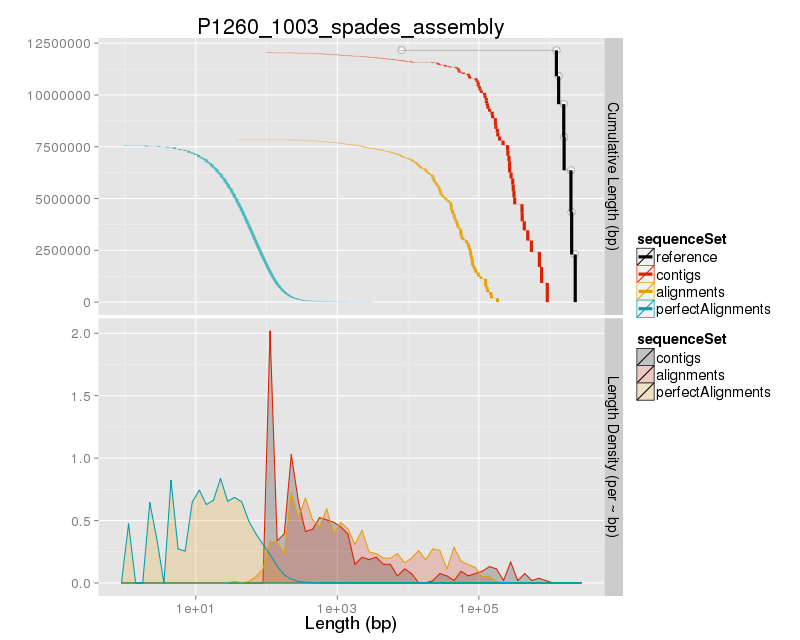 P1260_1003_spades_assembly
12500000
10000000
7500000
5000000
2500000
0
Cumulative Length (bp)
2.0
1.5
1.0
0.5
0.0
Length Density (per ~ bp)
1e+01
1e+03
1e+05
Length (bp)
sequenceSet
reference
contigs
alignments
perfectAlignments
sequenceSet
contigs
alignments
perfectAlignments